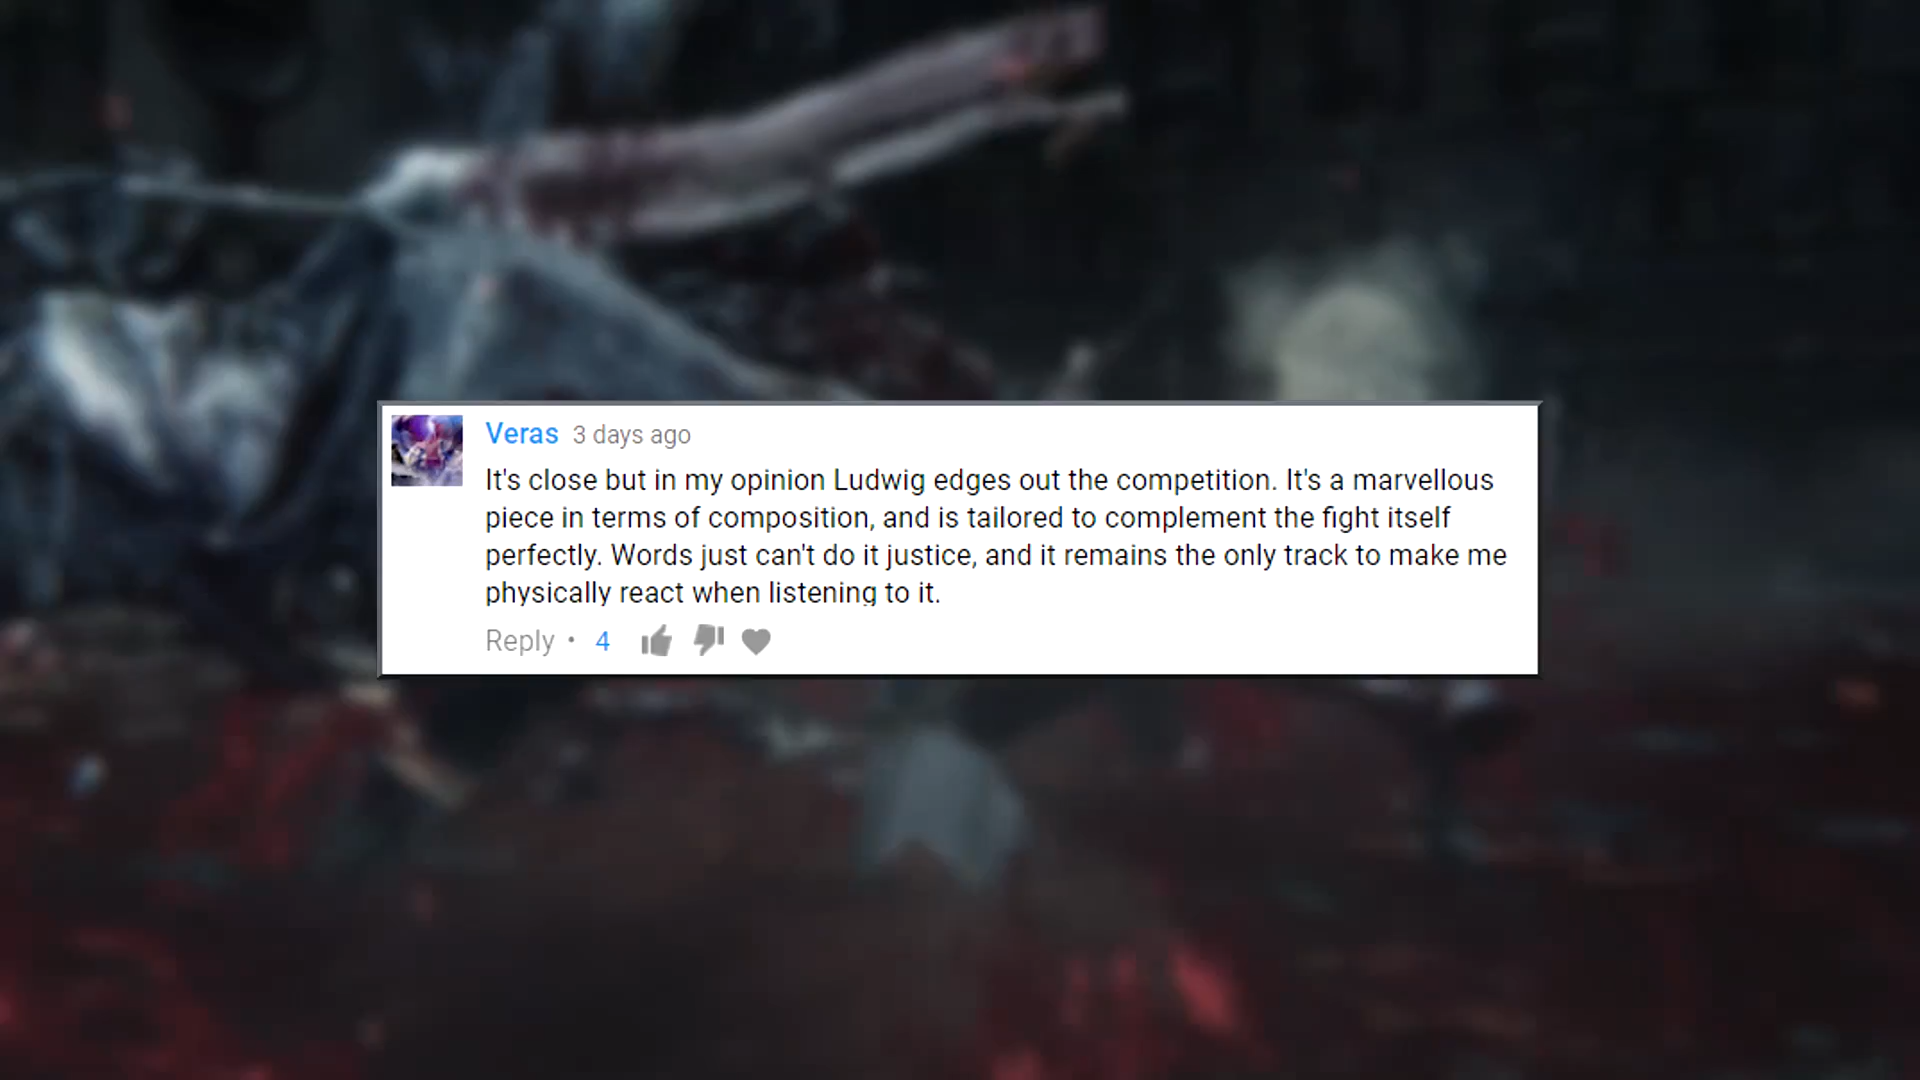 Veras 3 days ago
It's close but in my opinion Ludwig edges out the competition. It's a marvellous
piece in terms of composition, and is tailored to complement the fight itself
perfectly. Words just can't do it justice, and it remains the only track to make me
physically react when listening to it.
Reply • 4